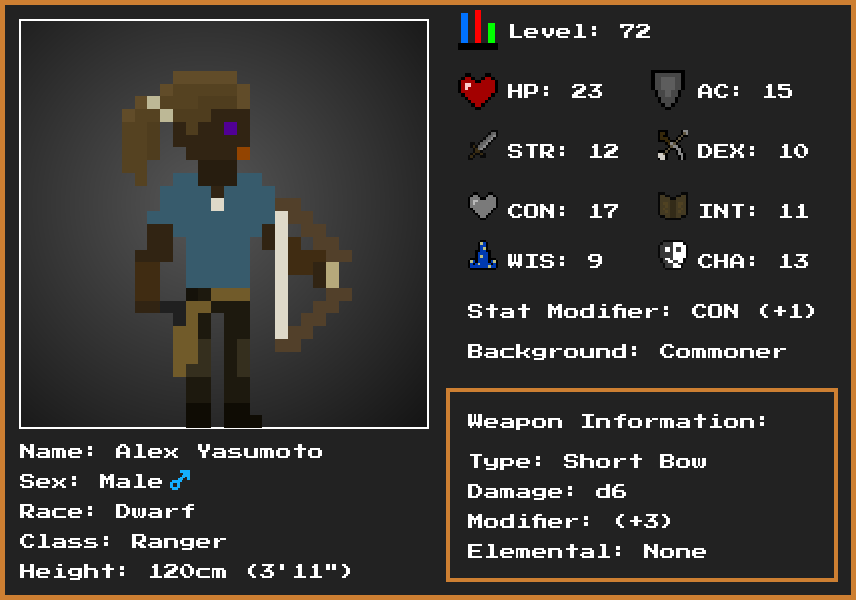 Level: 72
HP: 23
AC: 15
STR: 12
DEX: 10
CON: 17
INT: 11
WIS: 9
CHA: 13
Stat Modifier: CON (+1)
Background: Commoner
Weapon Information:
Type: Short Bow
Damage: d6
Modifier: (+3)
Elemental: None
Name: Alex Yasumoto
Sex: Male ♂
Race: Dwarf
Class: Ranger
Height: 120cm (3'11")